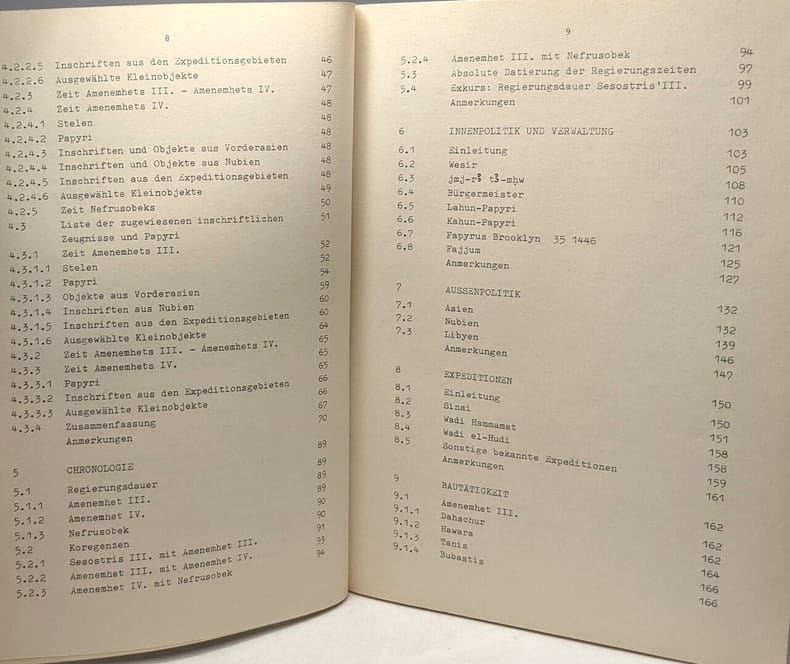 8
4.2.2.5 Inschriften aus den Expeditionsgebieten 46
4.2.2.6 Ausgewählte Kleinobjekte 47
4.2.3 Zeit Amenemhets III. - Amenemhets IV. 47
4.2.4 Zeit Amenemhets IV. 48
4.2.4.1 Stelen 48
4.2.4.2 Papyri 48
4.2.4.3 Inschriften und Objekte aus Vorderasien 48
4.2.4.4 Inschriften und Objekte aus Nubien 48
4.2.4.5 Inschriften aus den Expeditionsgebieten 48
4.2.4.6 Ausgewählte Kleinobjekte 49
4.2.5 Zeit Nefrusobeks 50
4.3 Liste der zugewiesenen inschriftlichen 51
Zeugnisse und Papyri
4.3.1 Zeit Amenemhets III. 52
4.3.1.1 Stelen 52
4.3.1.2 Papyri 54
4.3.1.3 Objekte aus Vorderasien 59
4.3.1.4 Inschriften aus Nubien 60
4.3.1.5 Inschriften aus den Expeditionsgebieten 60
4.3.1.6 Ausgewählte Kleinobjekte 64
4.3.2 Zeit Amenemhets III. - Amenemhets IV. 65
4.3.3 Zeit Amenemhets IV. 65
4.3.3.1 Papyri 66
4.3.3.2 Inschriften aus den Expeditionsgebieten 66
4.3.3.3 Ausgewählte Kleinobjekte 67
4.3.4 Zusammenfassung 70
Anmerkungen
5 CHRONOLOGIE 89
5.1 Regierungsdauer 89
5.1.1 Amenemhet III. 89
5.1.2 Amenemhet IV. 89
5.1.3 Nefrusobek 90
5.2 Koregenzen 90
5.2.1 Sesostris III. mit Amenemhet III. 91
5.2.2 Amenemhet III. mit Amenemhet IV. 93
5.2.3 Amenemhet IV. mit Nefrusobek 94
9
5.2.4 Amenemhet III. mit Nefrusobek 94
5.3 Absolute Datierung der Regierungszeiten 97
5.4 Exkurs: Regierungsdauer Sesostris'III. 99
Anmerkungen 101
6 INNENPOLITIK UND VERWALTUNG 103
6.1 Einleitung 103
6.2 Wesir 105
6.3 jmj-rꜣ tꜣ-mḥw 108
6.4 Bürgermeister 110
6.5 Lahun-Papyri 112
6.6 Kahun-Papyri 116
6.7 Papyrus Brooklyn 35 1446 121
6.8 Fajjum 125
Anmerkungen 127
7 AUSSENPOLITIK 132
7.1 Asien 132
7.2 Nubien 139
7.3 Libyen 146
Anmerkungen 147
8 EXPEDITIONEN 150
8.1 Einleitung 150
8.2 Sinai 151
8.3 Wadi Hammamat 158
8.4 Wadi el-Hudi 158
8.5 Sonstige bekannte Expeditionen 159
Anmerkungen 161
9 BAUTÄTIGKEIT 162
9.1 Amenemhet III. 162
9.1.1 Dahschur 162
9.1.2 Hawara 164
9.1.3 Tanis 166
9.1.4 Bubastis 166